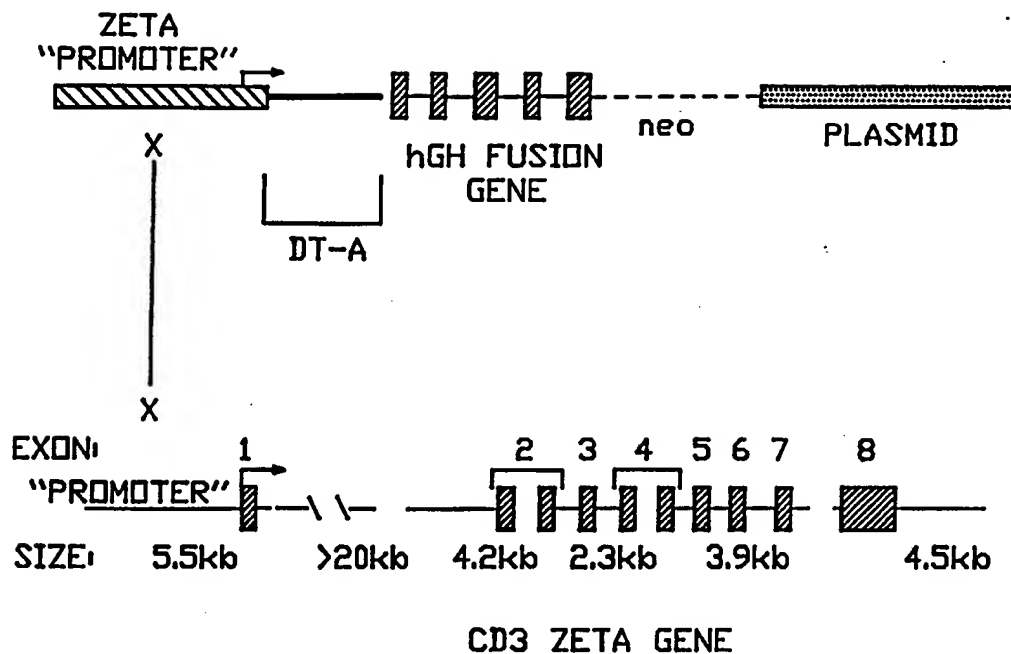 ZETA
"PROMOTER"
neo
PLASMID
hGH FUSION
GENE
DT-A
X
X
EXON: 1 2 3 4 5 6 7 8
"PROMOTER"
SIZE: 5.5kb >20kb 4.2kb 2.3kb 3.9kb 4.5kb
CD3 ZETA GENE